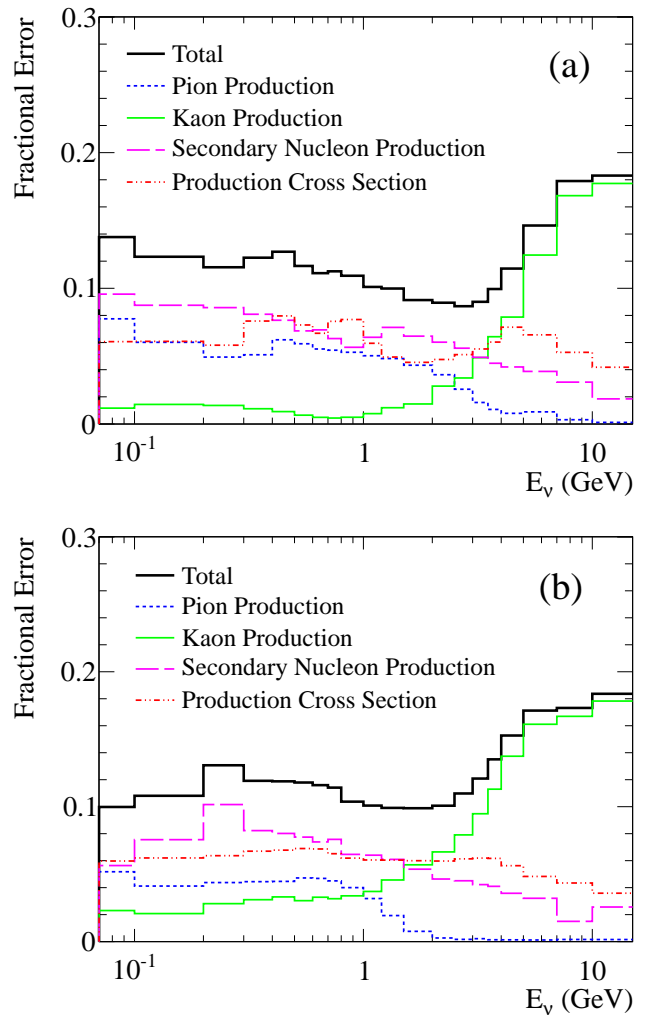 0.3
Fractional Error
Total
Pion Production
Kaon Production
Secondary Nucleon Production
Production Cross Section
(a)
0.2
0.1
0
10⁻¹
1
10
E_ν (GeV)
0.3
Fractional Error
Total
Pion Production
Kaon Production
Secondary Nucleon Production
Production Cross Section
(b)
0.2
0.1
0
10⁻¹
1
10
E_ν (GeV)